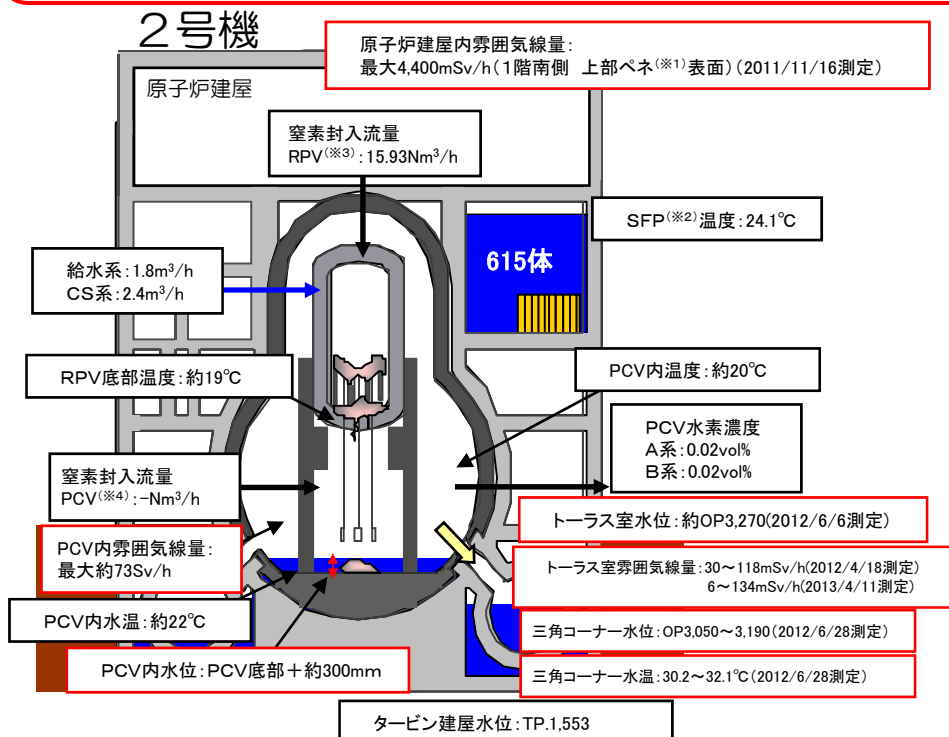 2号機
原子炉建屋内雰囲気線量：
最大4,400mSv/h（1階南側　上部ペネ(※1)表面）（2011/11/16測定）
原子炉建屋
窒素封入流量
RPV(※3)：15.93Nm3/h
SFP(※2)温度：24.1℃
615体
給水系：1.8m3/h
CS系：2.4m3/h
RPV底部温度：約19℃
PCV内温度：約20℃
PCV水素濃度
A系：0.02vol%
B系：0.02vol%
窒素封入流量
PCV(※4)：-Nm3/h
トーラス室水位：約OP3,270(2012/6/6測定)
PCV内雰囲気線量：
最大約73Sv/h
トーラス室雰囲気線量：30～118mSv/h(2012/4/18測定)
6～134mSv/h(2013/4/11測定)
PCV内水温：約22℃
三角コーナー水位：OP3,050～3,190（2012/6/28測定）
PCV内水位：PCV底部＋約300mm
三角コーナー水温：30.2～32.1℃（2012/6/28測定）
タービン建屋水位：TP.1,553